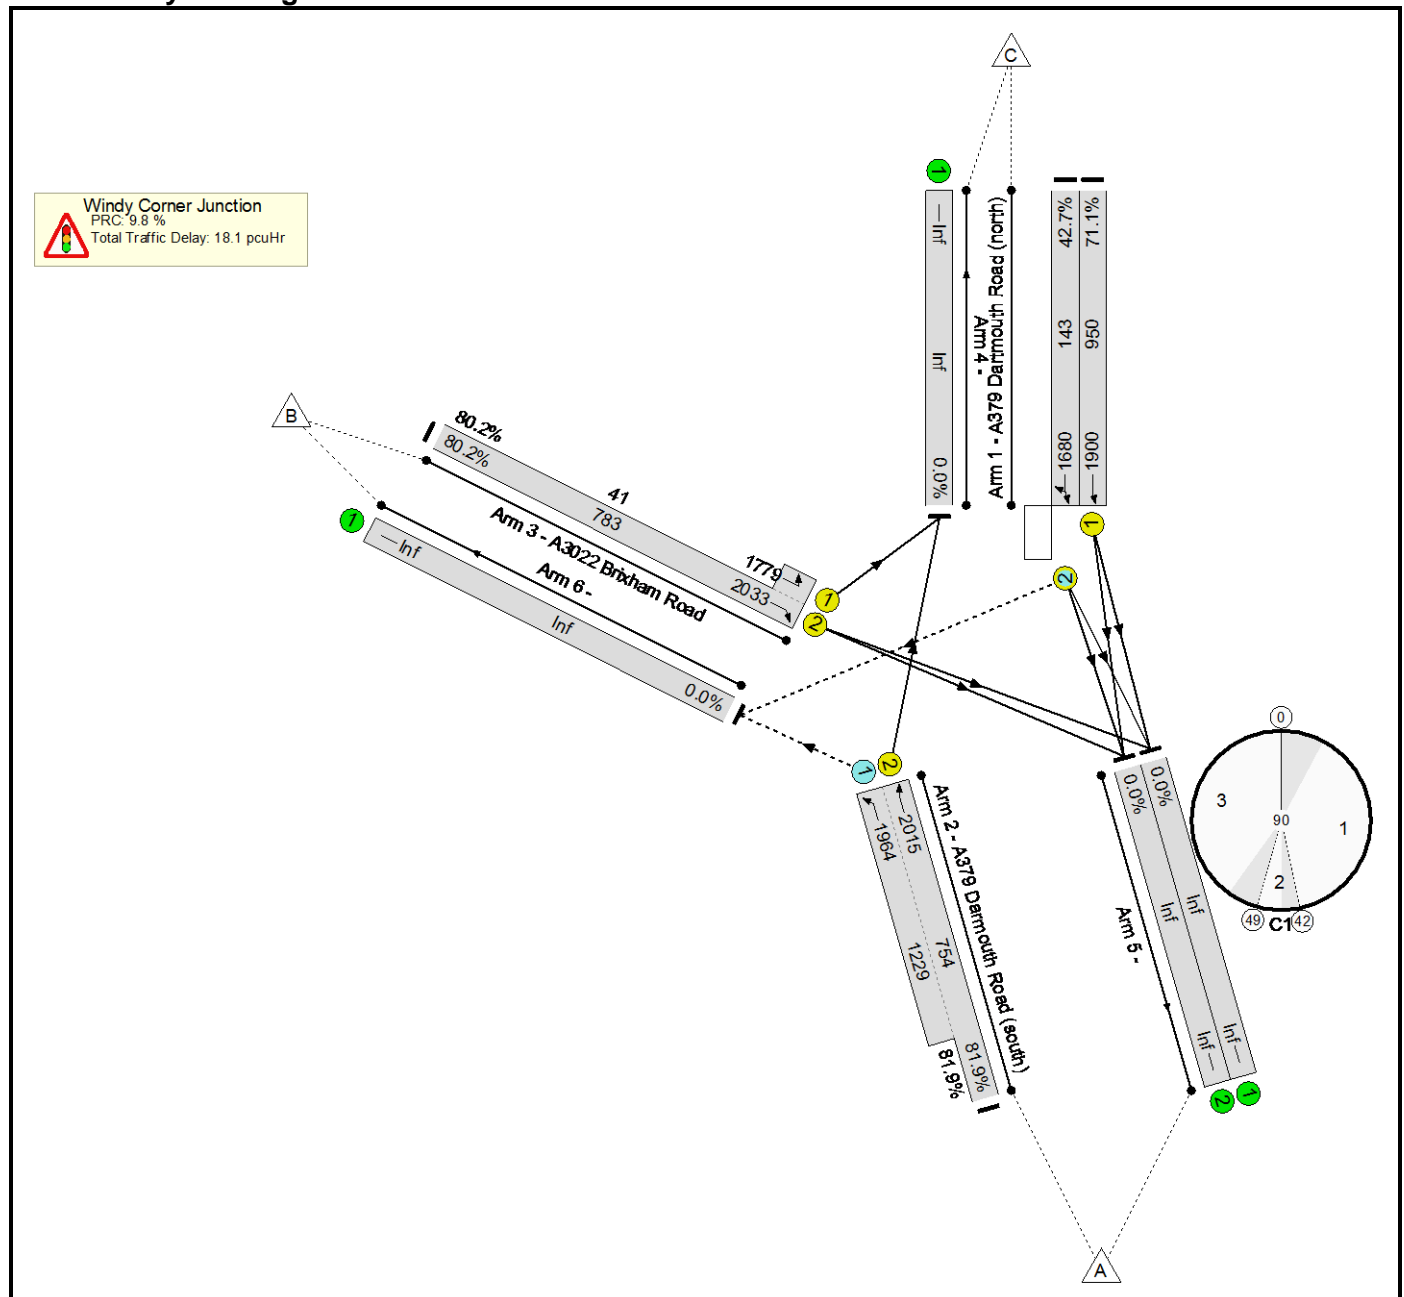 C
Windy Corner Junction
PRC: 9.8 %
Total Traffic Delay: 18.1 pcuHr
1
Inf
Inf
0.0%
Arm 4 -
Arm 1 - A379 Dartmouth Road (north)
42.7%
143
1680
71.1%
950
1900
1
2
B
80.2%
80.2%
41
783
1779
2033
1
2
Arm 3 - A3022 Brixham Road
Arm 6 -
1
Inf
Inf
0.0%
1
2
1964
2015
1229
754
81.9%
81.9%
Arm 2 - A379 Darmouth Road (south)
Arm 5 -
0.0%
0.0%
Inf
Inf
Inf
Inf
2
1
0
3
90
1
2
49
C1
42
A